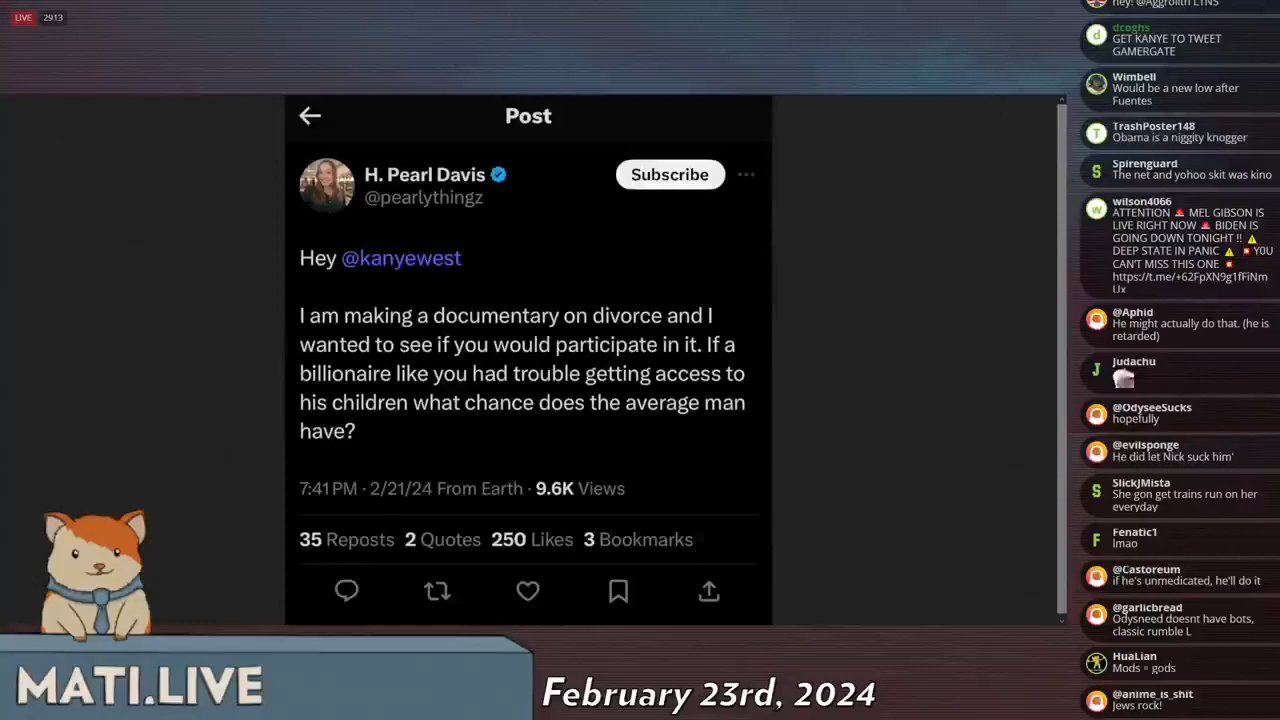 LIVE 2913
Post
H. Pearl Davis
@pearlythingz
Subscribe
Hey @kanyewest
I am making a documentary on divorce and I
wanted to see if you would participate in it. If a
billionaire like you had trouble getting access to
his children what chance does the average man
have?
7:41 PM · 2/21/24 From Earth · 9.6K Views
35 Reposts 2 Quotes 250 Likes 3 Bookmarks
MATI.LIVE
February 23rd, 2024
hey! @Aggrolith LYNS
dcoghs
GET KANYE TO TWEET
GAMERGATE
Wimbell
Would be a new low after
Fuentes
TrashPoster148
Obama is a niggity knogger
Spirenguard
The net and yohoo skit was kino
wilson4066
ATTENTION 🚨 MEL GIBSON IS
LIVE RIGHT NOW 🚨 BIDEN IS
GOING DOWN TONIGHT !! ⚠️
DEEP STATE IN PANIC ⚠️ 💥 Y0U
CAN'T MISS THIS ONE 💥
https://t.me/+62FpXN9g1fFiNm
Ux
@Aphid
He might actually do that. (he is
retarded)
Judachu
@OdyseeSucks
hopefully
@evilsponge
He did let Nick suck him'
SlickJMista
She gon get trains run on her
everyday
Fenatic1
lmao
@Castoreum
if he's unmedicated, he'll do it
@garlicbread
Odysneed doesnt have bots,
classic rumble L
HuaLian
Mods = gods
@anime_is_shit
Jews rock!